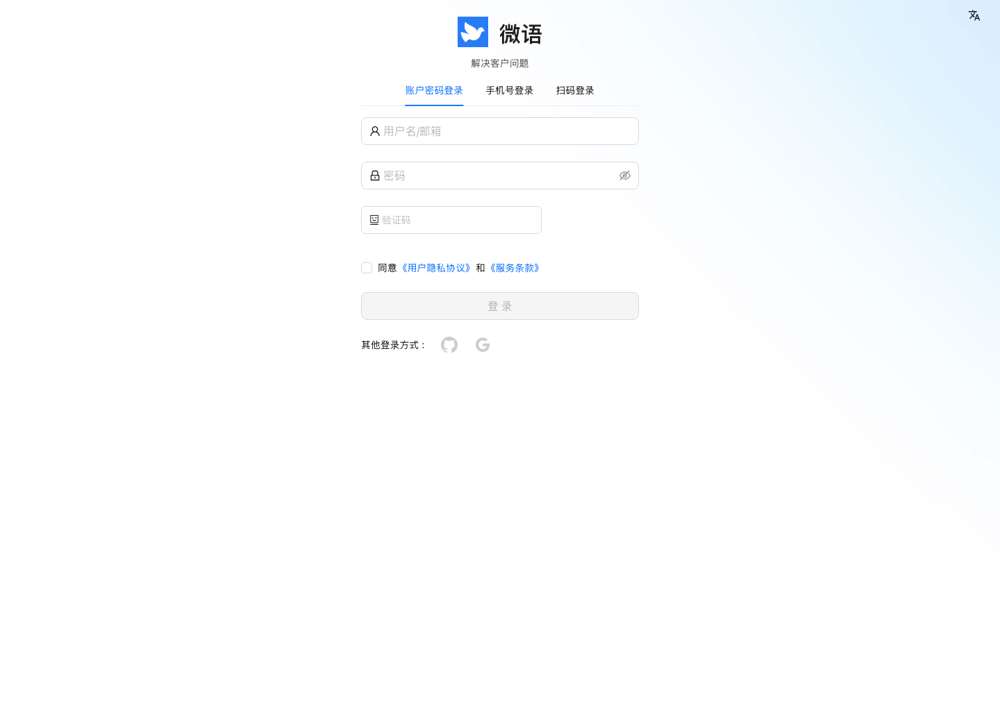 微语
解决客户问题
账户密码登录 手机号登录 扫码登录
用户名/邮箱
密码
验证码
同意《用户隐私协议》和《服务条款》
登 录
其他登录方式 :